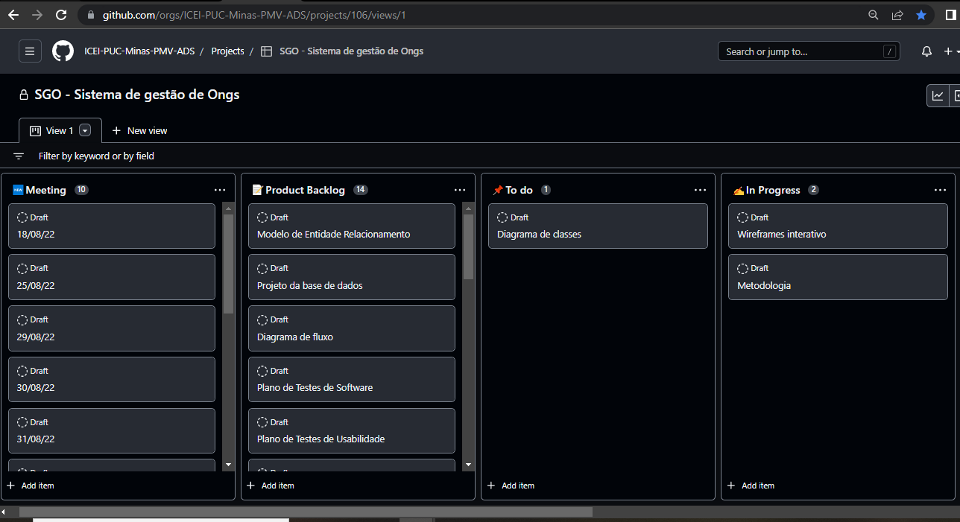 github.com/orgs/ICEI-PUC-Minas-PMV-ADS/projects/106/views/1
ICEI-PUC-Minas-PMV-ADS / Projects / SGO - Sistema de gestão de Ongs
Search or jump to... /
SGO - Sistema de gestão de Ongs
View 1
+ New view
Filter by keyword or by field
Meeting 10
Draft
18/08/22
Draft
25/08/22
Draft
29/08/22
Draft
30/08/22
Draft
31/08/22
Draft
+ Add item
Product Backlog 14
Draft
Modelo de Entidade Relacionamento
Draft
Projeto da base de dados
Draft
Diagrama de fluxo
Draft
Plano de Testes de Software
Draft
Plano de Testes de Usabilidade
+ Add item
To do 1
Draft
Diagrama de classes
+ Add item
In Progress 2
Draft
Wireframes interativo
Draft
Metodologia
+ Add item